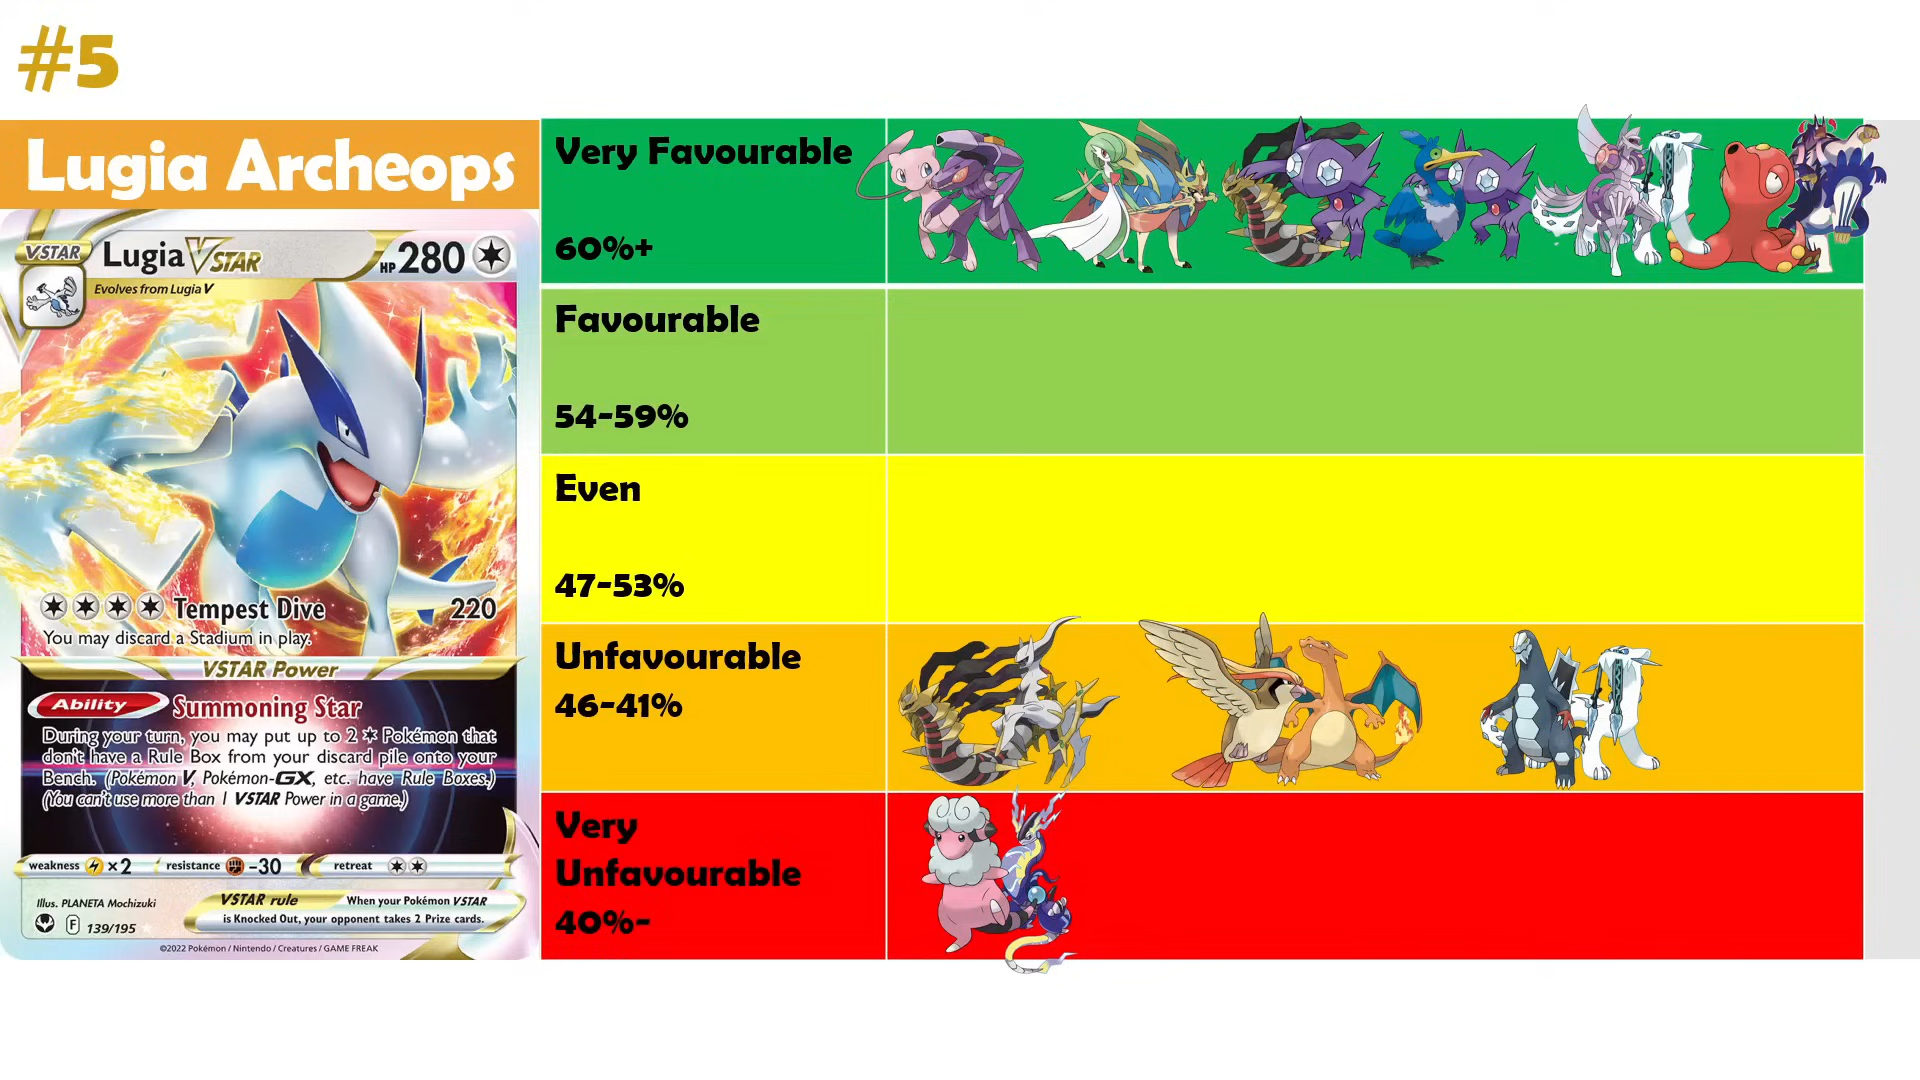 #5
Lugia Archeops
VSTAR
Lugia VSTAR
HP 280
Evolves from Lugia V
Tempest Dive 220
You may discard a Stadium in play.
VSTAR Power
Ability Summoning Star
During your turn, you may put up to 2 Pokémon that
don't have a Rule Box from your discard pile onto your
Bench. (Pokémon V, Pokémon-GX, etc. have Rule Boxes.)
(You can't use more than 1 VSTAR Power in a game.)
weakness ×2 resistance -30 retreat
Illus. PLANETA Mochizuki
F 139/195
VSTAR rule When your Pokémon VSTAR
is Knocked Out, your opponent takes 2 Prize cards.
©2022 Pokémon / Nintendo / Creatures / GAME FREAK
Very Favourable
60%+
Favourable
54-59%
Even
47-53%
Unfavourable
46-41%
Very
Unfavourable
40%-